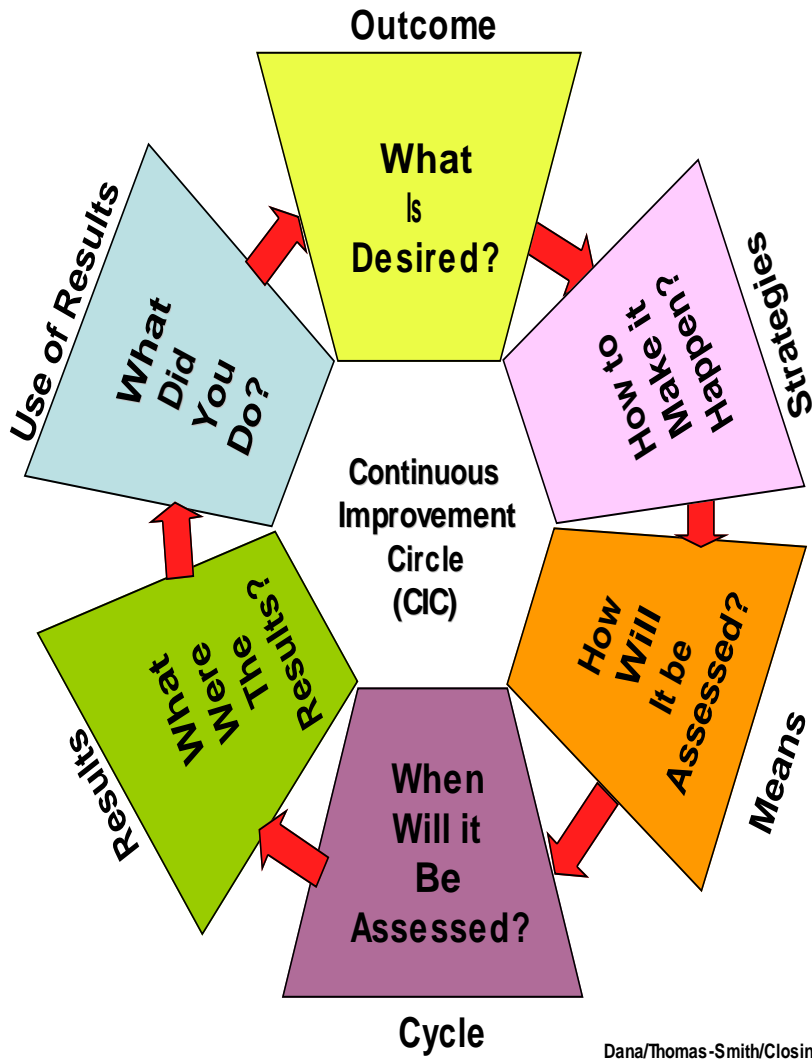 Outcome
What
Is
Desired?
Strategies
How to
Make it
Happen?
Means
How
Will
It be
Assessed?
Cycle
When
Will it
Be
Assessed?
Results
What
Were
The
Results?
Use of Results
What
Did
You
Do?
Continuous
Improvement
Circle
(CIC)
Dana/Thomas-Smith/Closin